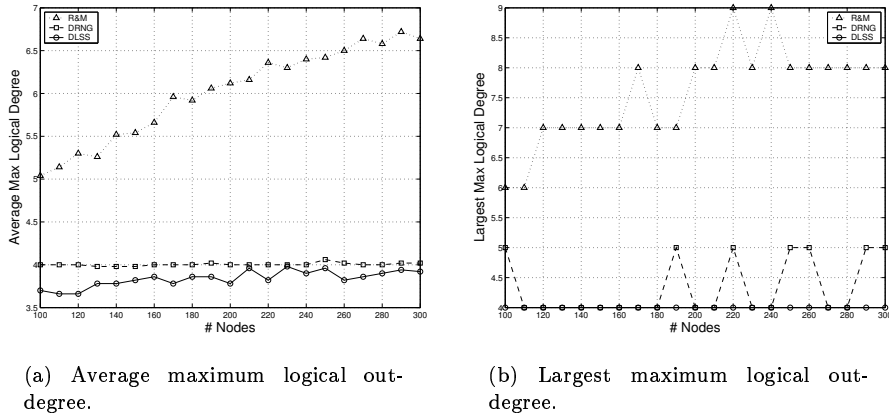 7
R&M
DRNG
DLSS
6.5
6
5.5
5
4.5
4
3.5
Average Max Logical Degree
100 120 140 160 180 200 220 240 260 280 300
# Nodes
(a) Average maximum logical out-
degree.
9
R&M
DRNG
DLSS
8.5
8
7.5
7
6.5
6
5.5
5
4.5
4
Largest Max Logical Degree
100 120 140 160 180 200 220 240 260 280 300
# Nodes
(b) Largest maximum logical out-
degree.